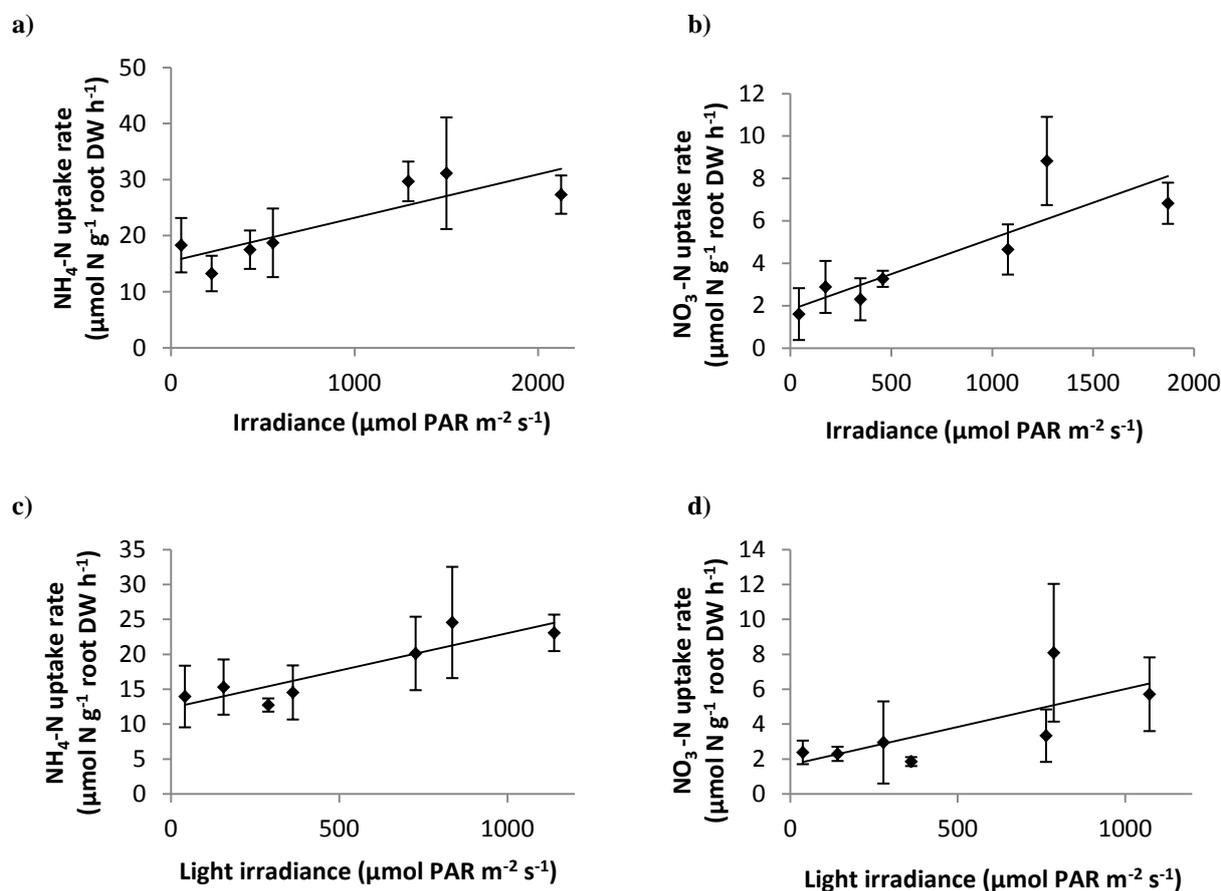 a)
NH₄-N uptake rate
(µmol N g⁻¹ root DW h⁻¹)
50
40
30
20
10
0
0 1000 2000
Irradiance (µmol PAR m⁻² s⁻¹)
b)
NO₃ -N uptake rate
(µmol N g⁻¹ root DW h⁻¹)
12
10
8
6
4
2
0
0 500 1000 1500 2000
Irradiance (µmol PAR m⁻² s⁻¹)
c)
NH₄-N uptake rate
(µmol N g⁻¹ root DW h⁻¹)
35
30
25
20
15
10
5
0
0 500 1000
Light irradiance (µmol PAR m⁻² s⁻¹)
d)
NO₃ -N uptake rate
(µmol N g⁻¹ root DW h⁻¹)
14
12
10
8
6
4
2
0
0 500 1000
Light irradiance (µmol PAR m⁻² s⁻¹)